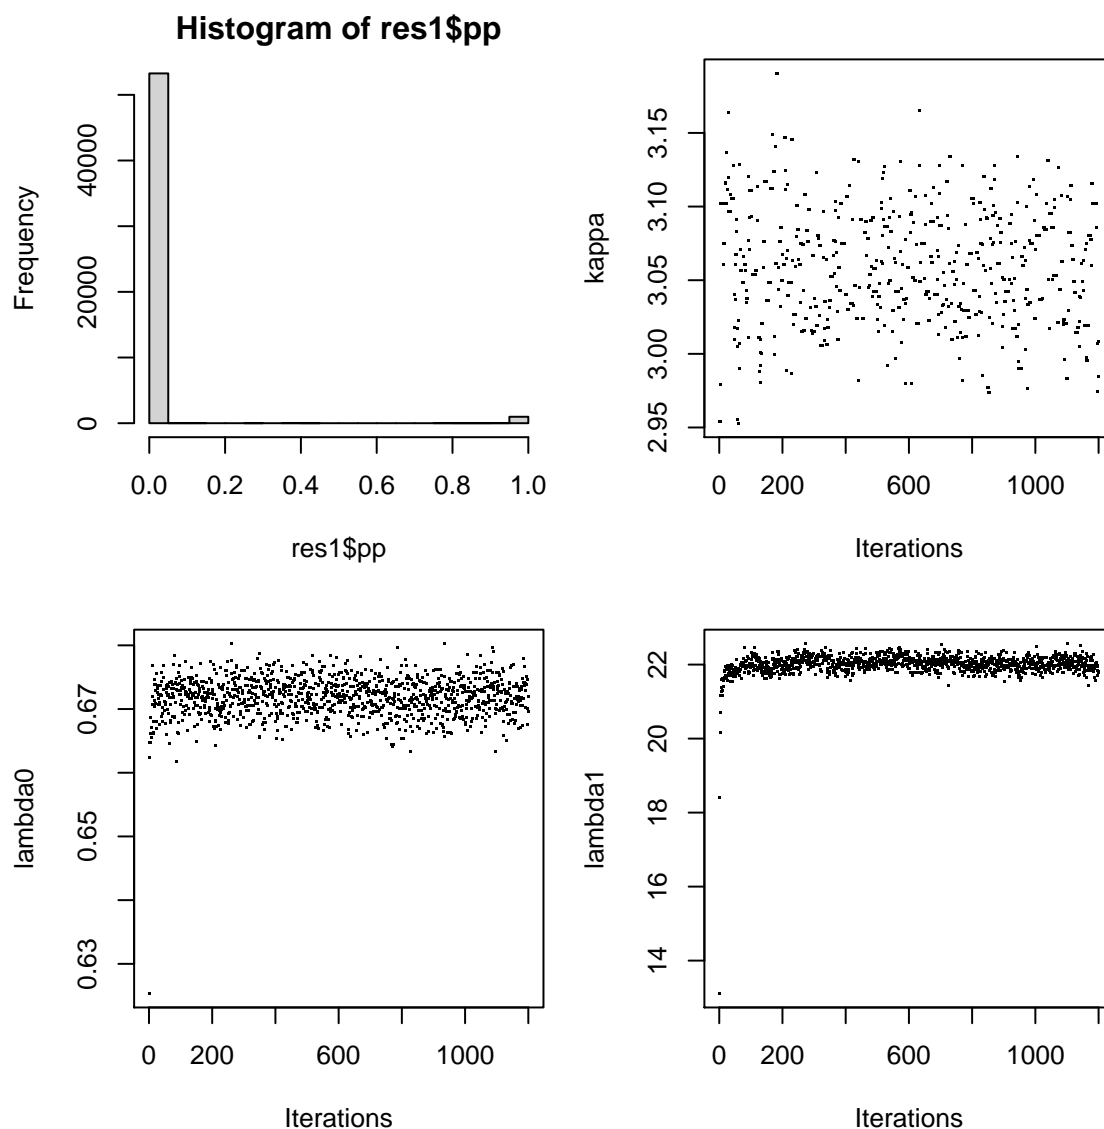 Histogram of res1$pp
Frequency
0
20000
40000
0.0 0.2 0.4 0.6 0.8 1.0
res1$pp
kappa
2.95
3.00
3.05
3.10
3.15
0 200 600 1000
Iterations
lambda0
0.63
0.65
0.67
0 200 600 1000
Iterations
lambda1
14
16
18
20
22
0 200 600 1000
Iterations